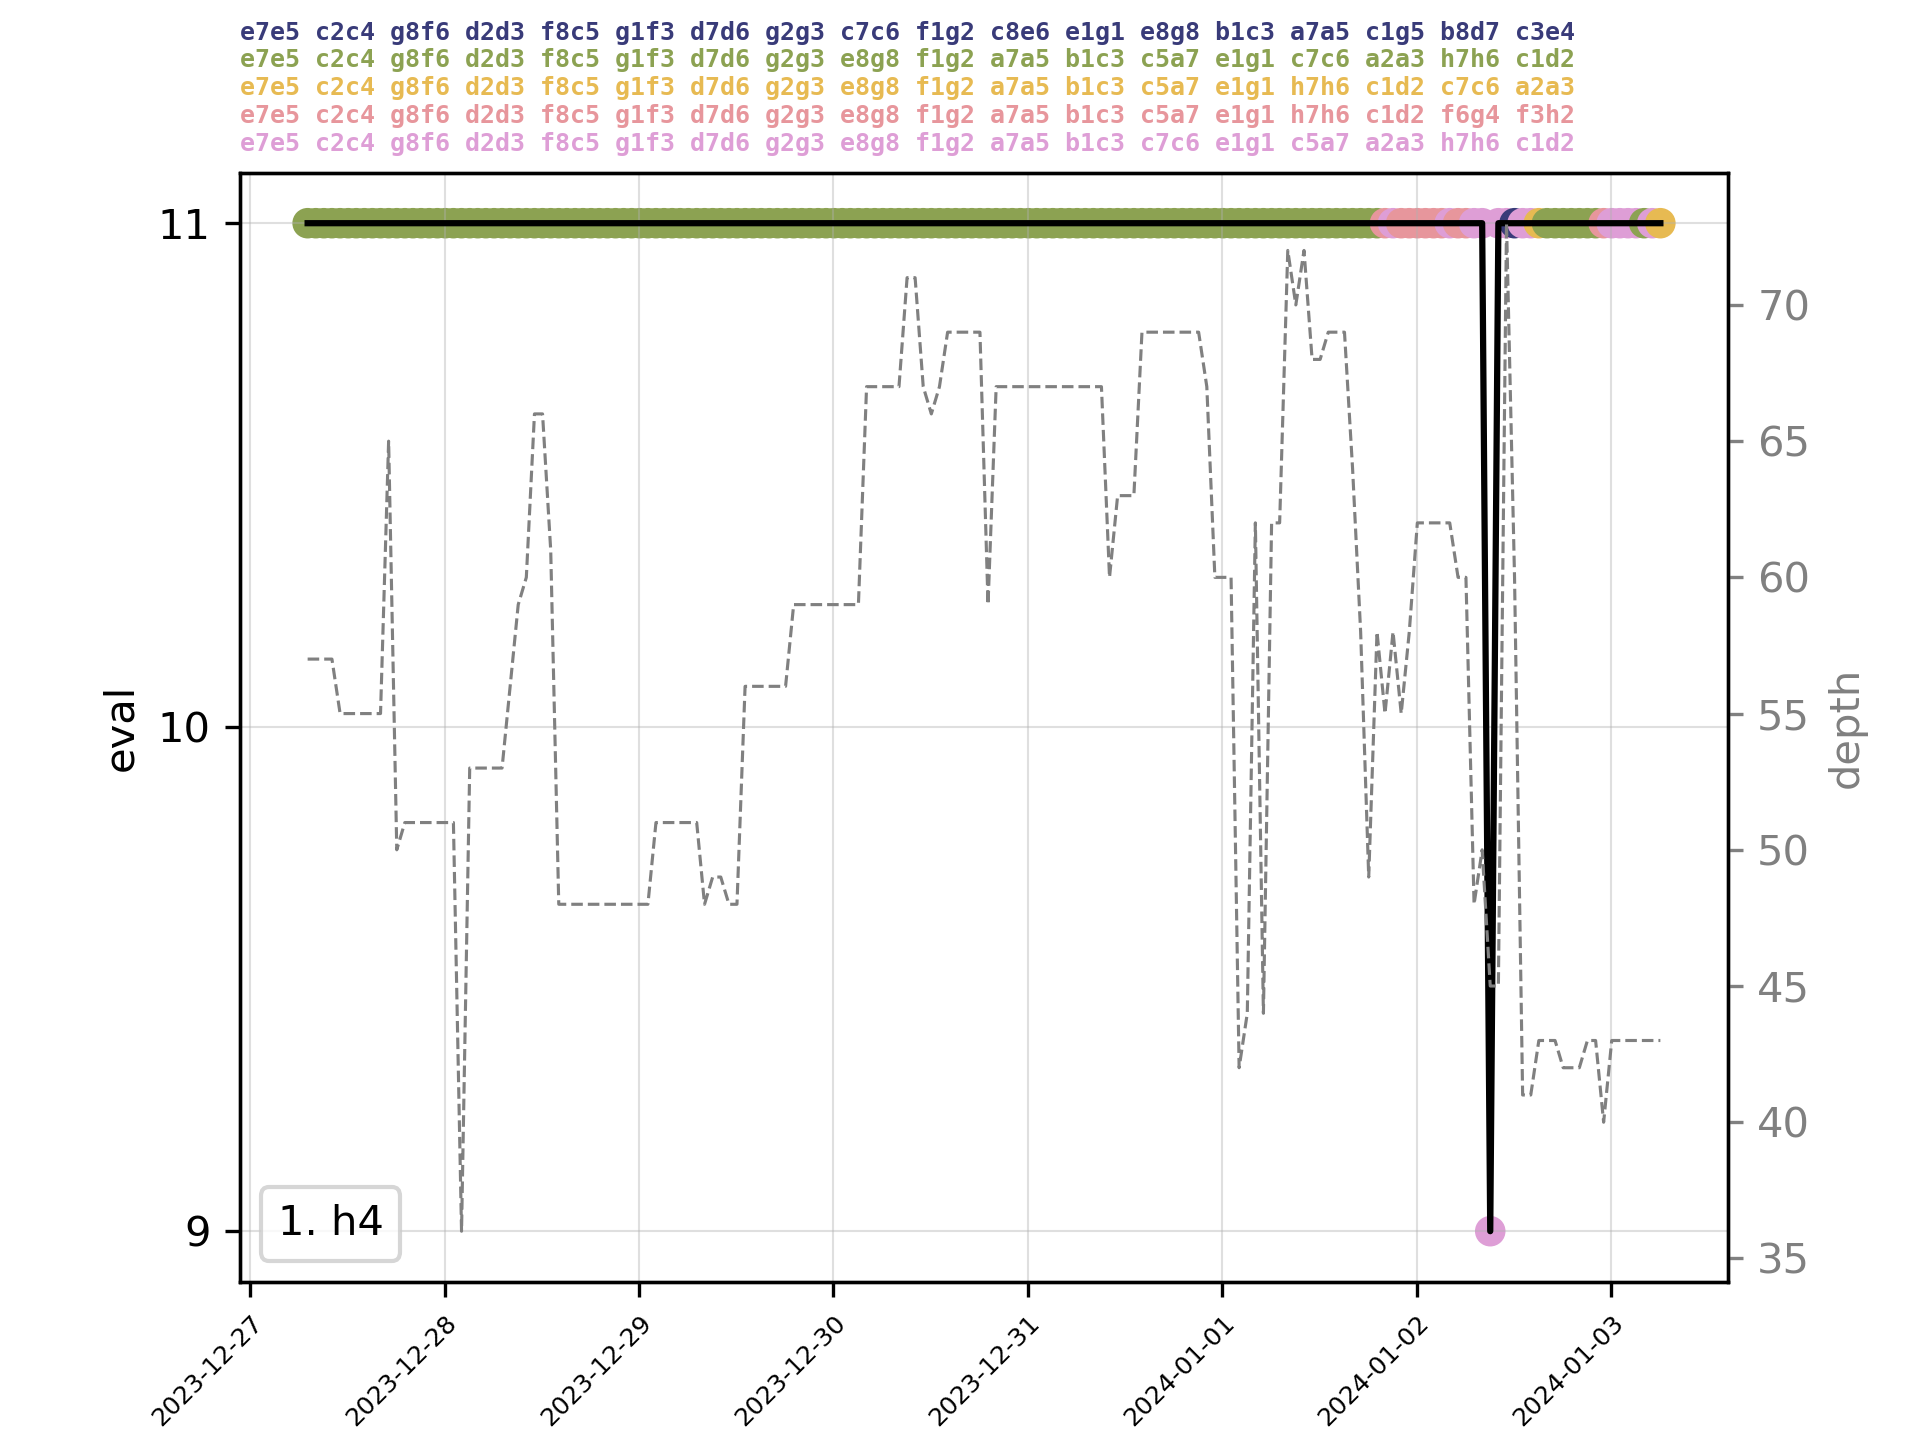 e7e5 c2c4 g8f6 d2d3 f8c5 g1f3 d7d6 g2g3 c7c6 f1g2 c8e6 e1g1 e8g8 b1c3 a7a5 c1g5 b8d7 c3e4
e7e5 c2c4 g8f6 d2d3 f8c5 g1f3 d7d6 g2g3 e8g8 f1g2 a7a5 b1c3 c5a7 e1g1 c7c6 a2a3 h7h6 c1d2
e7e5 c2c4 g8f6 d2d3 f8c5 g1f3 d7d6 g2g3 e8g8 f1g2 a7a5 b1c3 c5a7 e1g1 h7h6 c1d2 c7c6 a2a3
e7e5 c2c4 g8f6 d2d3 f8c5 g1f3 d7d6 g2g3 e8g8 f1g2 a7a5 b1c3 c5a7 e1g1 h7h6 c1d2 f6g4 f3h2
e7e5 c2c4 g8f6 d2d3 f8c5 g1f3 d7d6 g2g3 e8g8 f1g2 a7a5 b1c3 c7c6 e1g1 c5a7 a2a3 h7h6 c1d2
11
10
9
eval
70
65
60
55
50
45
40
35
depth
1. h4
2023-12-27
2023-12-28
2023-12-29
2023-12-30
2023-12-31
2024-01-01
2024-01-02
2024-01-03